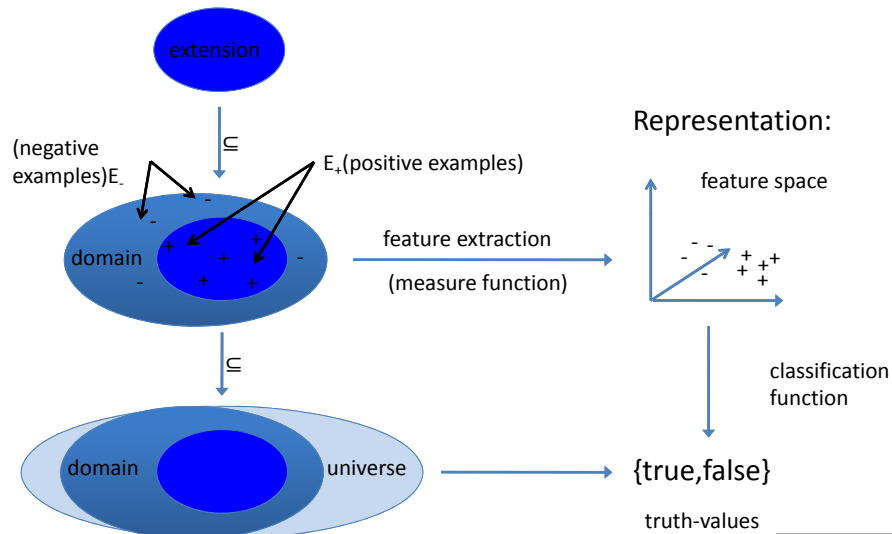 extension
⊆
Representation:
(negative
examples)E-
E+(positive examples)
feature space
-
-
+
+
+
-
-
+
+
domain
feature extraction
(measure function)
- - -
- -
+ + + + + +
⊆
classification
function
domain
universe
{true,false}
truth-values